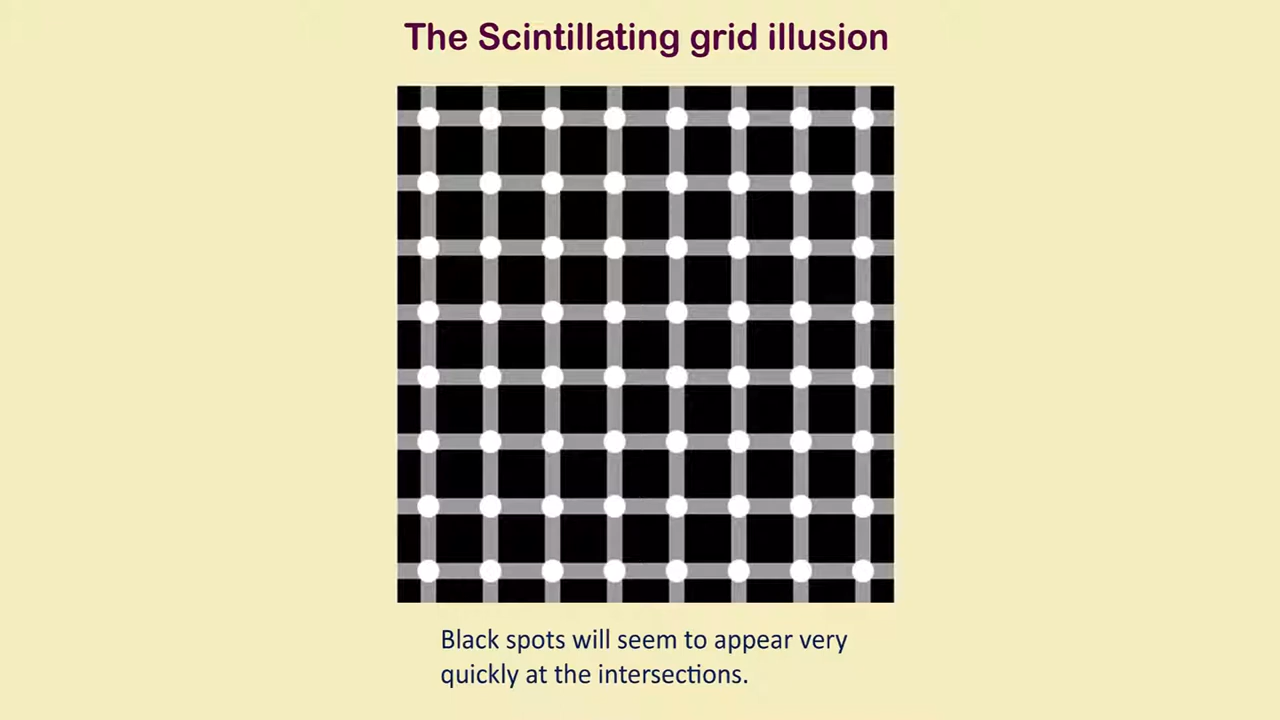 The Scintillating grid illusion
Black spots will seem to appear very
quickly at the intersections.